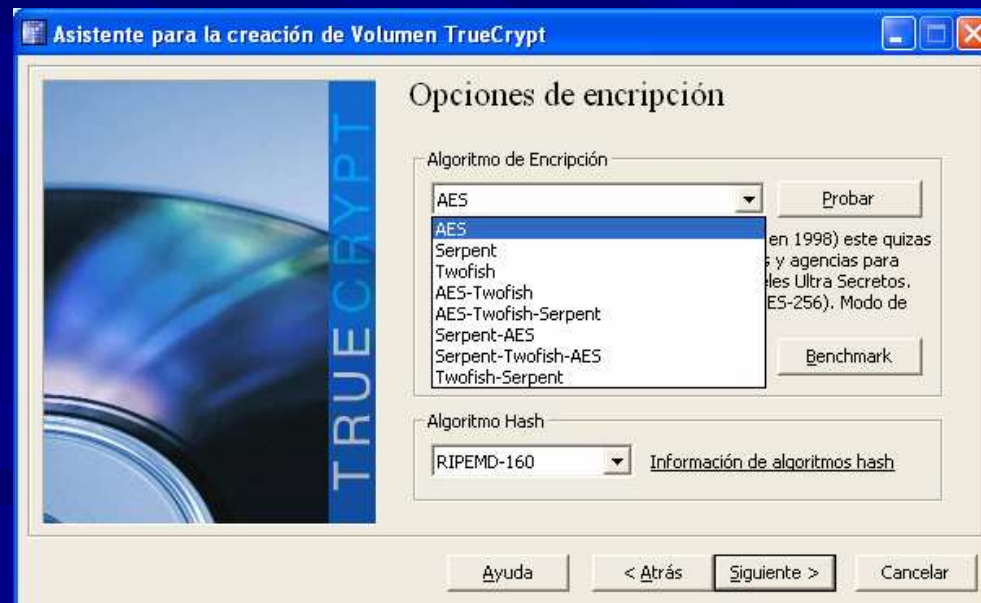 Asistente para la creación de Volumen TrueCrypt
TRUECRYPT
Opciones de encripción
Algoritmo de Encripción
AES
Probar
AES
Serpent
Twofish
AES-Twofish
AES-Twofish-Serpent
Serpent-AES
Serpent-Twofish-AES
Twofish-Serpent
en 1998) este quizas
y agencias para
les Ultra Secretos.
ES-256). Modo de
Benchmark
Algoritmo Hash
RIPEMD-160
Información de algoritmos hash
Ayuda
< Atrás
Siguiente >
Cancelar